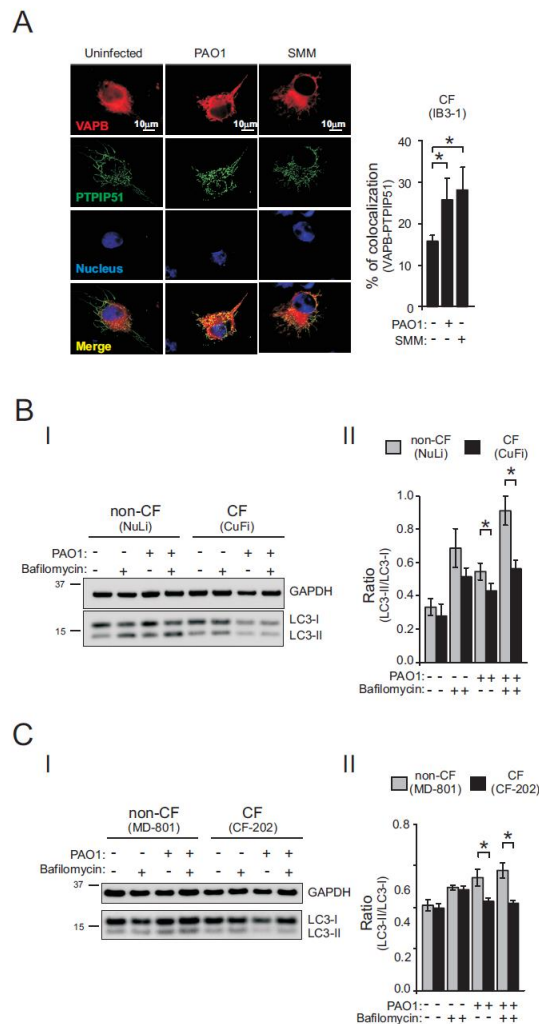 A
Uninfected PAO1 SMM
VAPB 10μm 10μm 10μm
PTPIP51
Nucleus
Merge
CF
(IB3-1)
% of colocalization
(VAPB-PTPIP51)
40
30
20
10
0
* *
PAO1: - + -
SMM: - - +
B
I
non-CF CF
(NuLi) (CuFi)
PAO1: - - + + - - + +
Bafilomycin: - + - + - + - +
37
GAPDH
LC3-I
15
LC3-II
II
non-CF CF
(NuLi) (CuFi)
Ratio
(LC3-II/LC3-I)
1.0
0.8
0.6
0.4
0.2
0.0
* *
PAO1: - - - - + + + +
Bafilomycin: - - + + - - + +
C
I
non-CF CF
(MD-801) (CF-202)
PAO1: - - + + - - + +
Bafilomycin: - + - + - + - +
37
GAPDH
LC3-I
15
LC3-II
II
non-CF CF
(MD-801) (CF-202)
Ratio
(LC3-II/LC3-I)
0.8
0.6
0.4
0.2
0.0
* *
PAO1: - - - - + + + +
Bafilomycin: - - + + - - + +